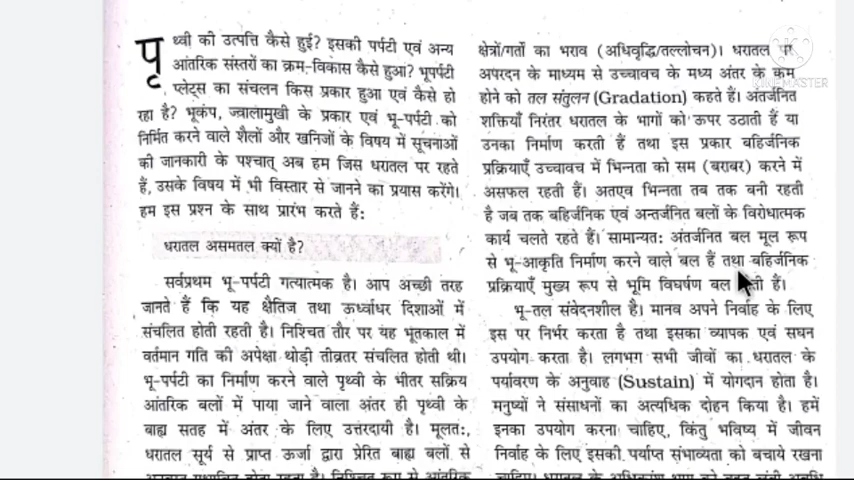 पृथ्वी की उत्पत्ति कैसे हुई? इसकी पर्पटी एवं अन्य
आंतरिक संस्तरों का क्रम-विकास कैसे हुआ? भूपर्पटी
प्लेट्स का संचलन किस प्रकार हुआ एवं कैसे हो
रहा है? भूकंप, ज्वालामुखी के प्रकार एवं भू-पर्पटी को
निर्मित करने वाले शैलों और खनिजों के विषय में सूचनाओं
की जानकारी के पश्चात् अब हम जिस धरातल पर रहते
हैं, उसके विषय में भी विस्तार से जानने का प्रयास करेंगे।
हम इस प्रश्न के साथ प्रारंभ करते हैं:
धरातल असमतल क्यों है?
सर्वप्रथम भू-पर्पटी गत्यात्मक है। आप अच्छी तरह
जानते हैं कि यह क्षैतिज तथा ऊर्ध्वाधर दिशाओं में
संचलित होती रहती है। निश्चित तौर पर यह भूतकाल में
वर्तमान गति की अपेक्षा थोड़ी तीव्रतर संचलित होती थी।
भू-पर्पटी का निर्माण करने वाले पृथ्वी के भीतर सक्रिय
आंतरिक बलों में पाया जाने वाला अंतर ही पृथ्वी के
बाह्य सतह में अंतर के लिए उत्तरदायी है। मूलतः,
धरातल सूर्य से प्राप्त ऊर्जा द्वारा प्रेरित बाह्य बलों से
होता रहता है। निश्चित रूप से आंतरिक
क्षेत्रों/गर्तों का भराव (अधिवृद्धि/तल्लोचन)। धरातल पर
अपरदन के माध्यम से उच्चावच के मध्य अंतर के कम
होने को तल संतुलन (Gradation) कहते हैं। अंतर्जनित
शक्तियाँ निरंतर धरातल के भागों को ऊपर उठाती हैं या
उनका निर्माण करती हैं तथा इस प्रकार बहिर्जनिक
प्रक्रियाएँ उच्चावच में भिन्नता को सम (बराबर) करने में
असफल रहती हैं। अतएव भिन्नता तब तक बनी रहती
है जब तक बहिर्जनिक एवं अन्तर्जनित बलों के विरोधात्मक
कार्य चलते रहते हैं। सामान्यतः अंतर्जनित बल मूल रूप
से भू-आकृति निर्माण करने वाले बल हैं तथा बहिर्जनिक
प्रक्रियाएँ मुख्य रूप से भूमि विघर्षण बल होती हैं।
भू-तल संवेदनशील है। मानव अपने निर्वाह के लिए
इस पर निर्भर करता है तथा इसका व्यापक एवं सघन
उपयोग करता है। लगभग सभी जीवों का धरातल के
पर्यावरण के अनुवाह (Sustain) में योगदान होता है।
मनुष्यों ने संसाधनों का अत्यधिक दोहन किया है। हमें
इनका उपयोग करना चाहिए, किंतु भविष्य में जीवन
निर्वाह के लिए इसकी पर्याप्त संभाव्यता को बचाये रखना
चाहिए। धरातल के अधिकांश भाग को बहुत लंबी अवधि
KINEMASTER